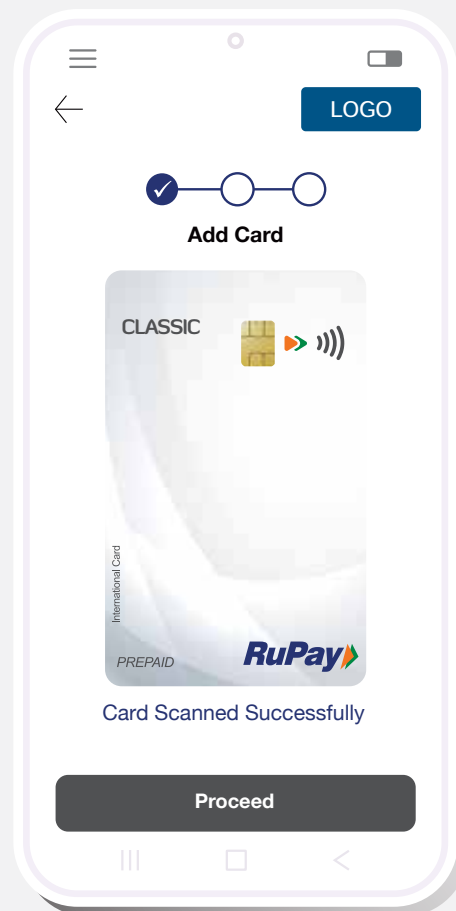 LOGO
Add Card
CLASSIC
International Card
PREPAID
RuPay
Card Scanned Successfully
Proceed